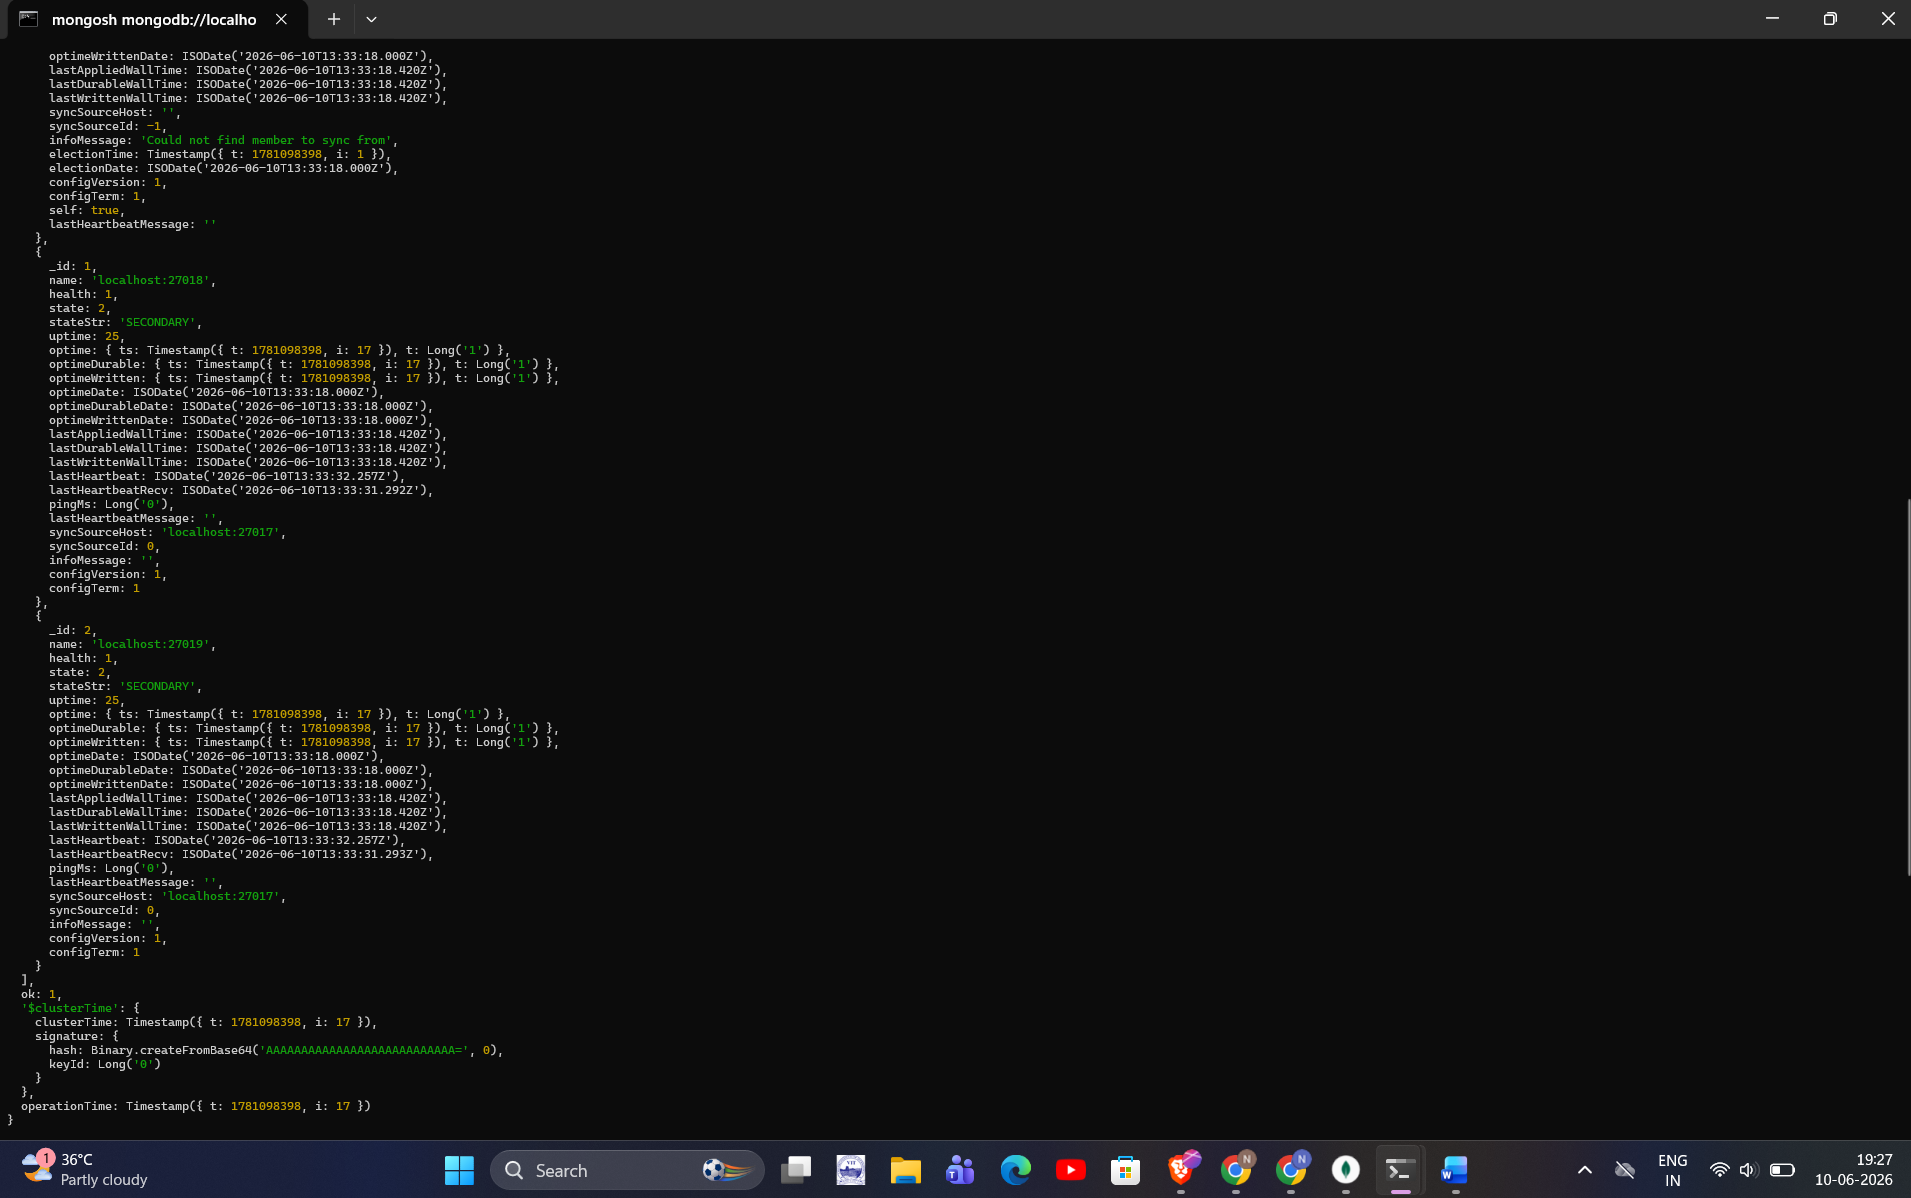 mongosh mongodb://localho
optimeWrittenDate: ISODate('2026-06-10T13:33:18.000Z'),
lastAppliedWallTime: ISODate('2026-06-10T13:33:18.420Z'),
lastDurableWallTime: ISODate('2026-06-10T13:33:18.420Z'),
lastWrittenWallTime: ISODate('2026-06-10T13:33:18.420Z'),
syncSourceHost: '',
syncSourceId: -1,
infoMessage: 'Could not find member to sync from',
electionTime: Timestamp({ t: 1781098398, i: 1 }),
electionDate: ISODate('2026-06-10T13:33:18.000Z'),
configVersion: 1,
configTerm: 1,
self: true,
lastHeartbeatMessage: ''
},
{
_id: 1,
name: 'localhost:27018',
health: 1,
state: 2,
stateStr: 'SECONDARY',
uptime: 25,
optime: { ts: Timestamp({ t: 1781098398, i: 17 }), t: Long('1') },
optimeDurable: { ts: Timestamp({ t: 1781098398, i: 17 }), t: Long('1') },
optimeWritten: { ts: Timestamp({ t: 1781098398, i: 17 }), t: Long('1') },
optimeDate: ISODate('2026-06-10T13:33:18.000Z'),
optimeDurableDate: ISODate('2026-06-10T13:33:18.000Z'),
optimeWrittenDate: ISODate('2026-06-10T13:33:18.000Z'),
lastAppliedWallTime: ISODate('2026-06-10T13:33:18.420Z'),
lastDurableWallTime: ISODate('2026-06-10T13:33:18.420Z'),
lastWrittenWallTime: ISODate('2026-06-10T13:33:18.420Z'),
lastHeartbeat: ISODate('2026-06-10T13:33:32.257Z'),
lastHeartbeatRecv: ISODate('2026-06-10T13:33:31.292Z'),
pingMs: Long('0'),
lastHeartbeatMessage: '',
syncSourceHost: 'localhost:27017',
syncSourceId: 0,
infoMessage: '',
configVersion: 1,
configTerm: 1
},
{
_id: 2,
name: 'localhost:27019',
health: 1,
state: 2,
stateStr: 'SECONDARY',
uptime: 25,
optime: { ts: Timestamp({ t: 1781098398, i: 17 }), t: Long('1') },
optimeDurable: { ts: Timestamp({ t: 1781098398, i: 17 }), t: Long('1') },
optimeWritten: { ts: Timestamp({ t: 1781098398, i: 17 }), t: Long('1') },
optimeDate: ISODate('2026-06-10T13:33:18.000Z'),
optimeDurableDate: ISODate('2026-06-10T13:33:18.000Z'),
optimeWrittenDate: ISODate('2026-06-10T13:33:18.000Z'),
lastAppliedWallTime: ISODate('2026-06-10T13:33:18.420Z'),
lastDurableWallTime: ISODate('2026-06-10T13:33:18.420Z'),
lastWrittenWallTime: ISODate('2026-06-10T13:33:18.420Z'),
lastHeartbeat: ISODate('2026-06-10T13:33:32.257Z'),
lastHeartbeatRecv: ISODate('2026-06-10T13:33:31.293Z'),
pingMs: Long('0'),
lastHeartbeatMessage: '',
syncSourceHost: 'localhost:27017',
syncSourceId: 0,
infoMessage: '',
configVersion: 1,
configTerm: 1
}
],
ok: 1,
'$clusterTime': {
clusterTime: Timestamp({ t: 1781098398, i: 17 }),
signature: {
hash: Binary.createFromBase64('AAAAAAAAAAAAAAAAAAAAAAAAAAA=', 0),
keyId: Long('0')
}
},
operationTime: Timestamp({ t: 1781098398, i: 17 })
}
1
36°C
Partly cloudy
Search
N
N
ENG
IN
19:27
10-06-2026